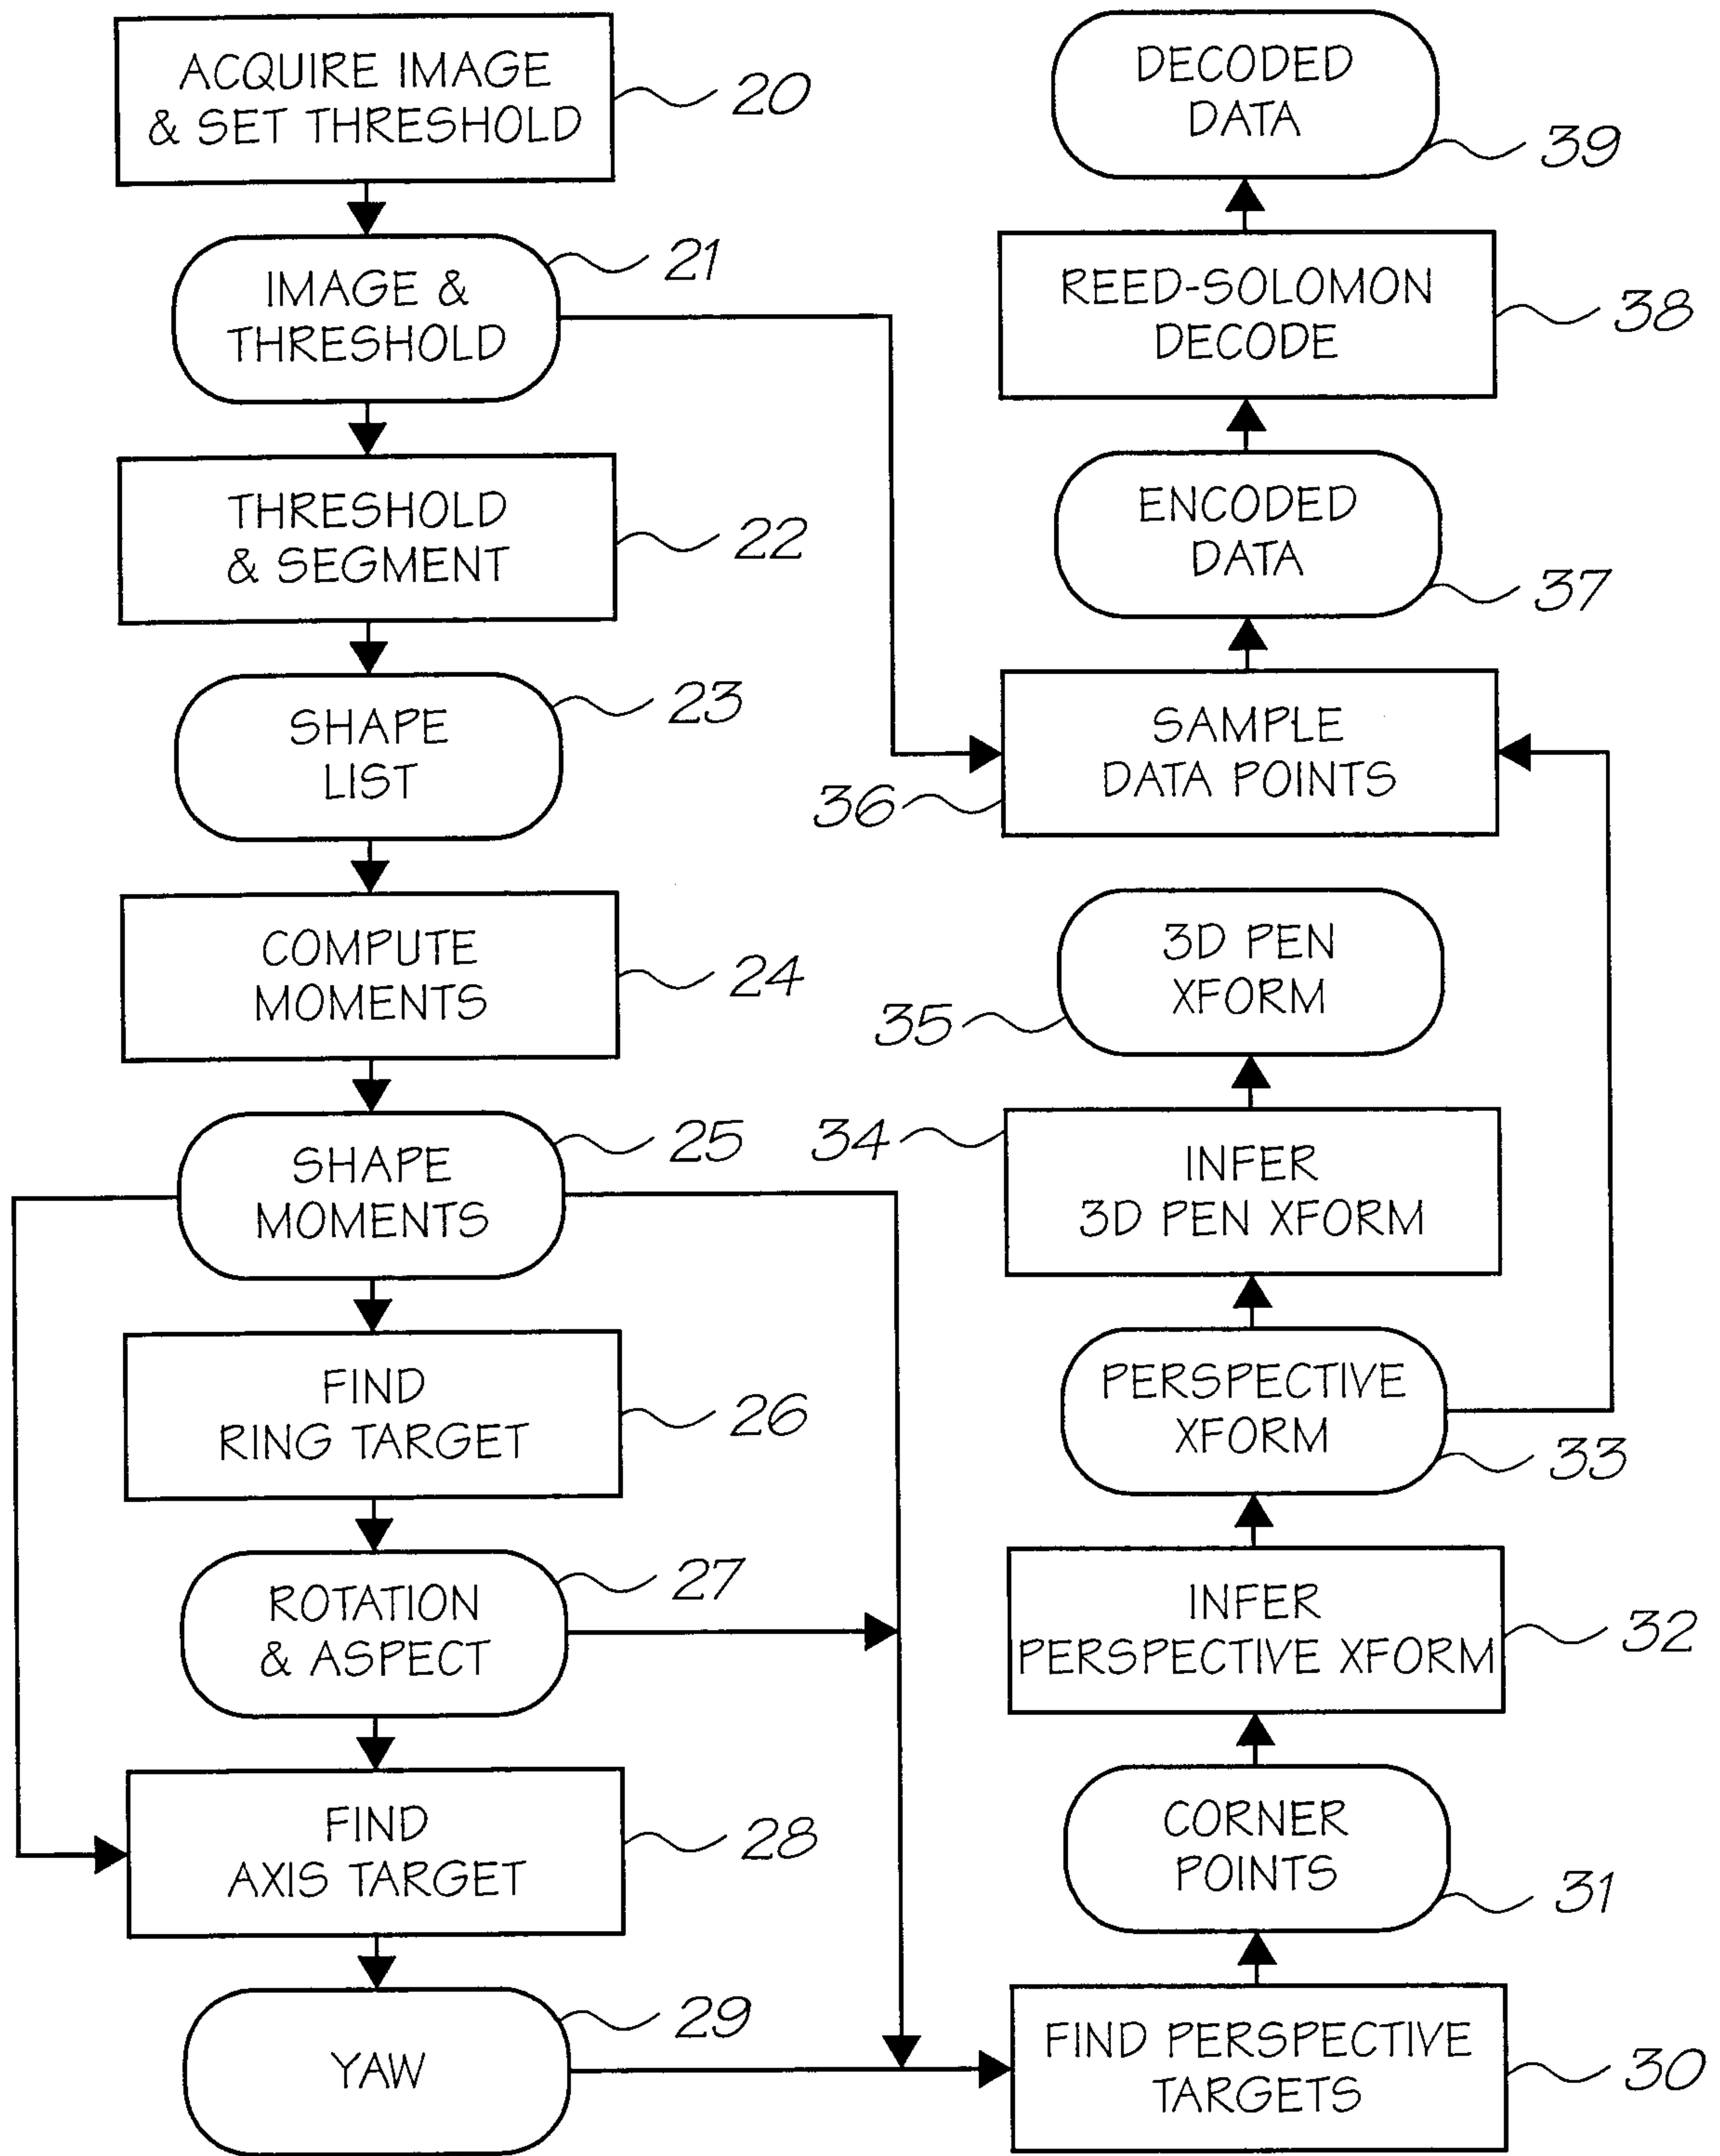 ACQUIRE IMAGE
& SET THRESHOLD
20
IMAGE &
THRESHOLD
21
THRESHOLD
& SEGMENT
22
SHAPE
LIST
23
COMPUTE
MOMENTS
24
SHAPE
MOMENTS
25
FIND
RING TARGET
26
ROTATION
& ASPECT
27
FIND
AXIS TARGET
28
YAW
29
DECODED
DATA
39
REED-SOLOMON
DECODE
38
ENCODED
DATA
37
SAMPLE
DATA POINTS
36
3D PEN
XFORM
35
INFER
3D PEN XFORM
34
PERSPECTIVE
XFORM
33
INFER
PERSPECTIVE XFORM
32
CORNER
POINTS
31
FIND PERSPECTIVE
TARGETS
30